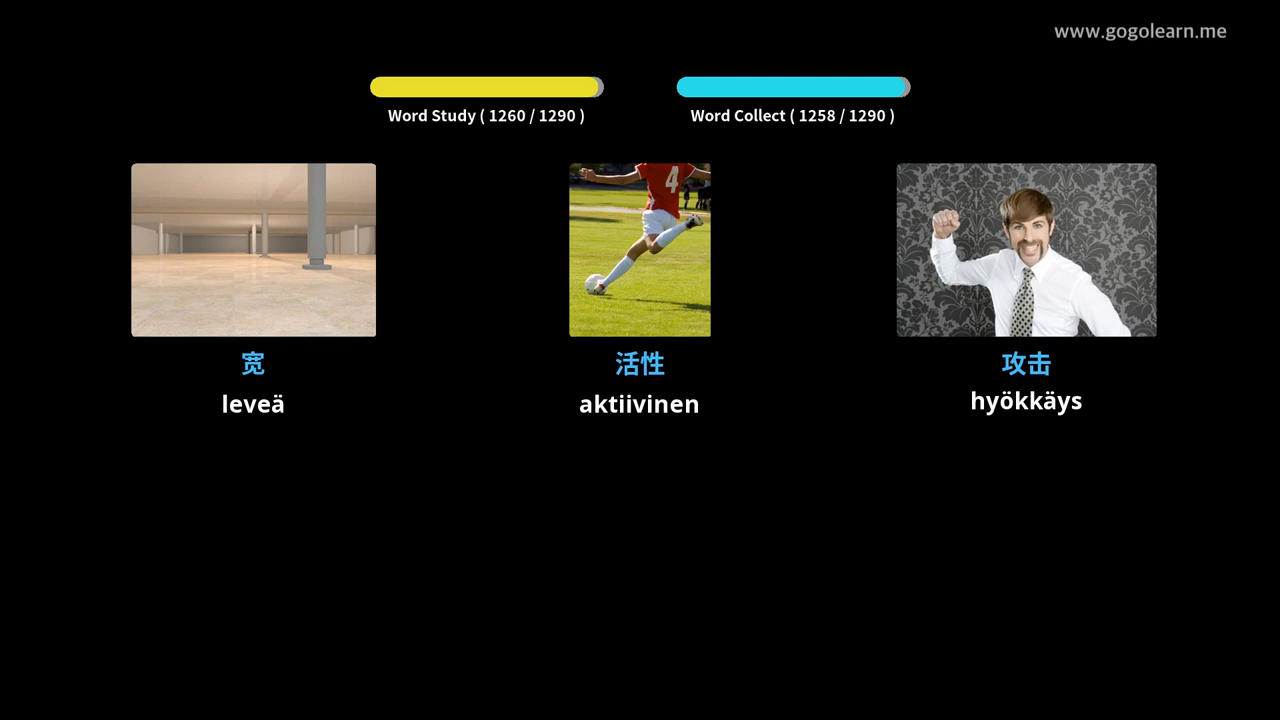 www.gogolearn.me
Word Study ( 1260 / 1290 )
Word Collect ( 1258 / 1290 )
4
宽
leveä
活性
aktiivinen
攻击
hyökkäys